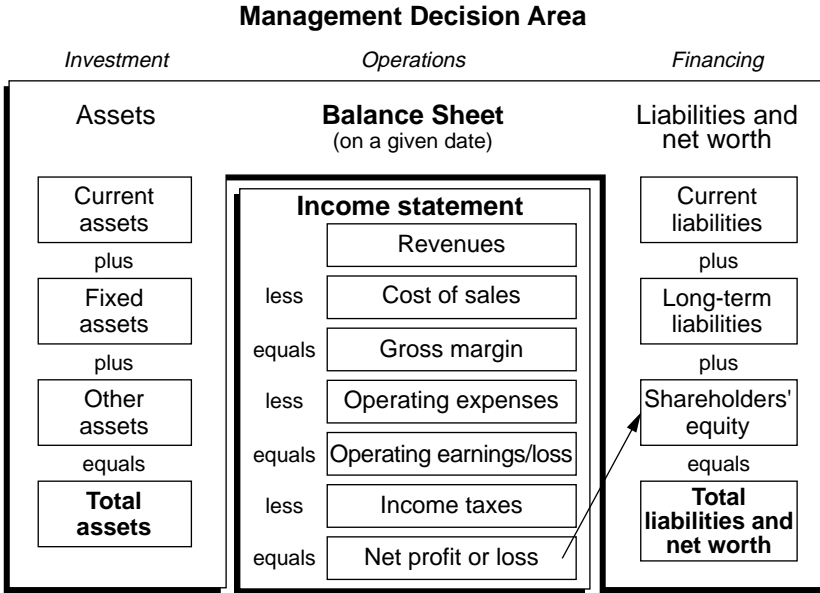 Management Decision Area
Investment
Operations
Financing
Assets
Current
assets
plus
Fixed
assets
plus
Other
assets
equals
Total
assets
Balance Sheet
(on a given date)
Income statement
Revenues
less Cost of sales
equals Gross margin
less Operating expenses
equals Operating earnings/loss
less Income taxes
equals Net profit or loss
Liabilities and
net worth
Current
liabilities
plus
Long-term
liabilities
plus
Shareholders'
equity
equals
Total
liabilities and
net worth